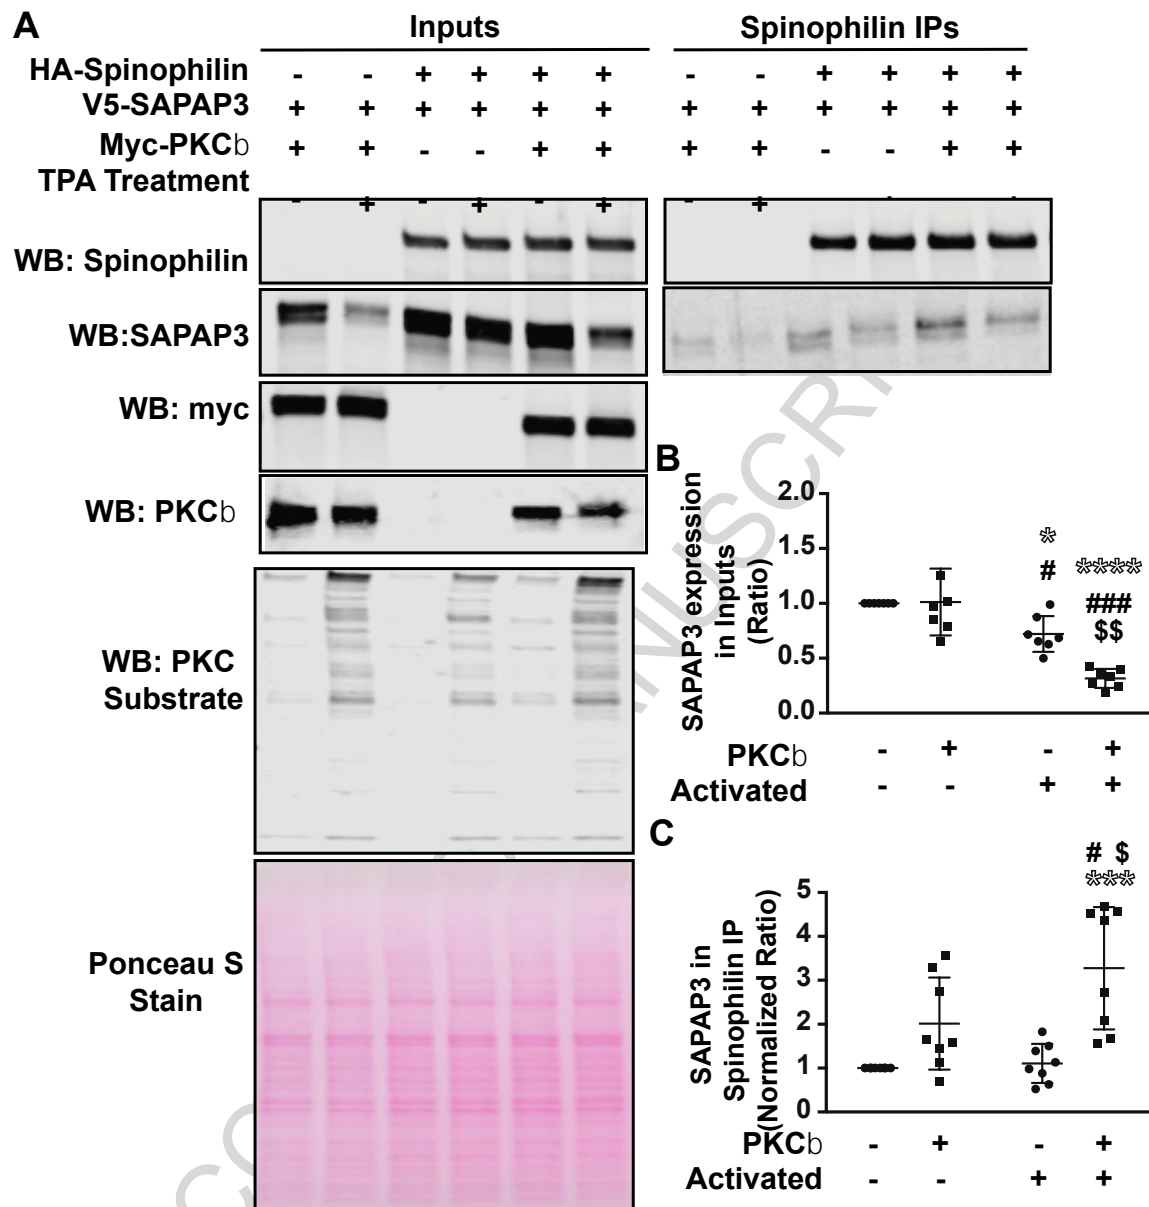 A
Inputs
Spinophilin IPs
HA-Spinophilin - - + + + + - - + + + +
V5-SAPAP3 + + + + + + + + + + + +
Myc-PKCb + + - - + + + + - - + +
TPA Treatment
- + - + - + - +
WB: Spinophilin
WB:SAPAP3
WB: myc
WB: PKCb
WB: PKC
Substrate
Ponceau S
Stain
B
SAPAP3 expression
in Inputs
(Ratio)
2.0
1.5
1.0
0.5
0.0
*
#
****
###
$$
PKCb - + - +
Activated - - + +
C
SAPAP3 in
Spinophilin IP
(Normalized Ratio)
5
4
3
2
1
0
# $
***
PKCb - + - +
Activated - - + +